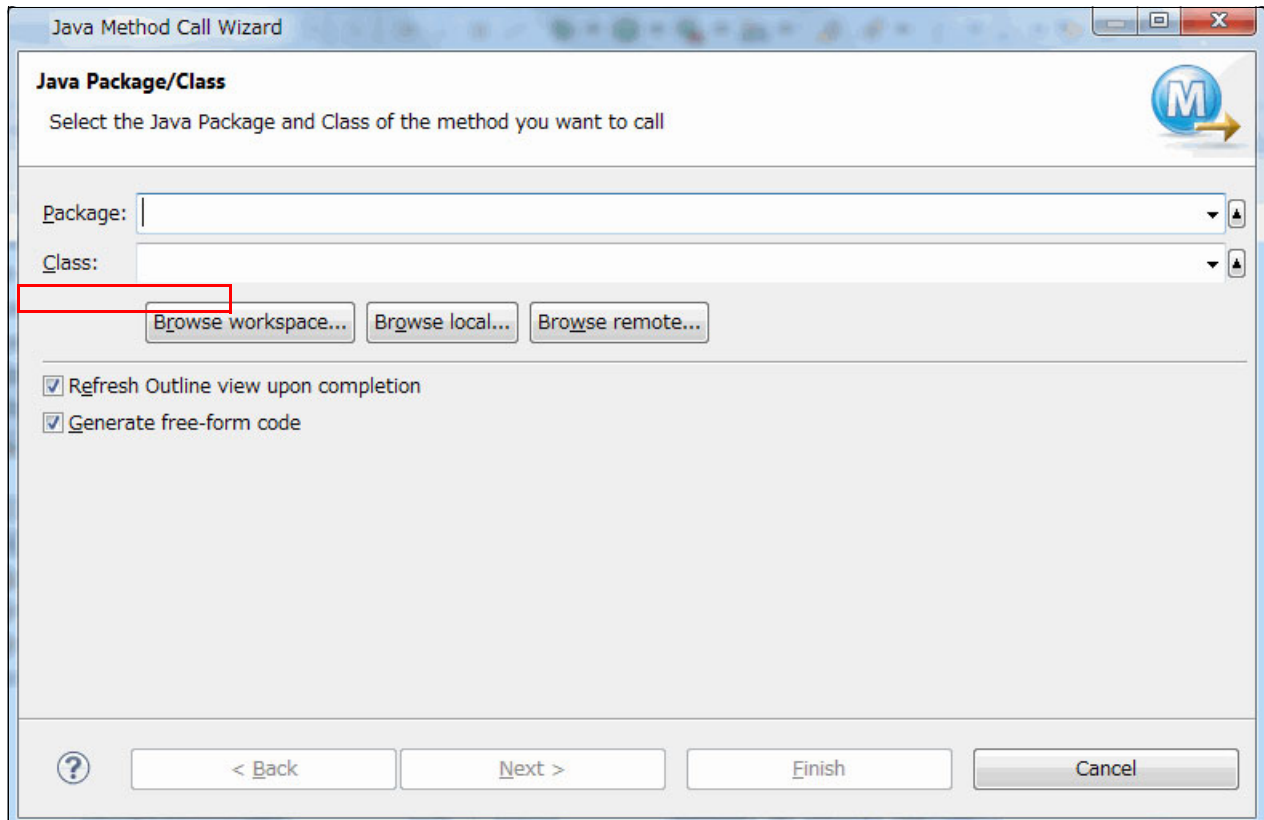 Java Method Call Wizard
Java Package/Class
Select the Java Package and Class of the method you want to call
M
Package:
Class:
Browse workspace... Browse local... Browse remote...
Refresh Outline view upon completion
Generate free-form code
? < Back Next > Finish Cancel